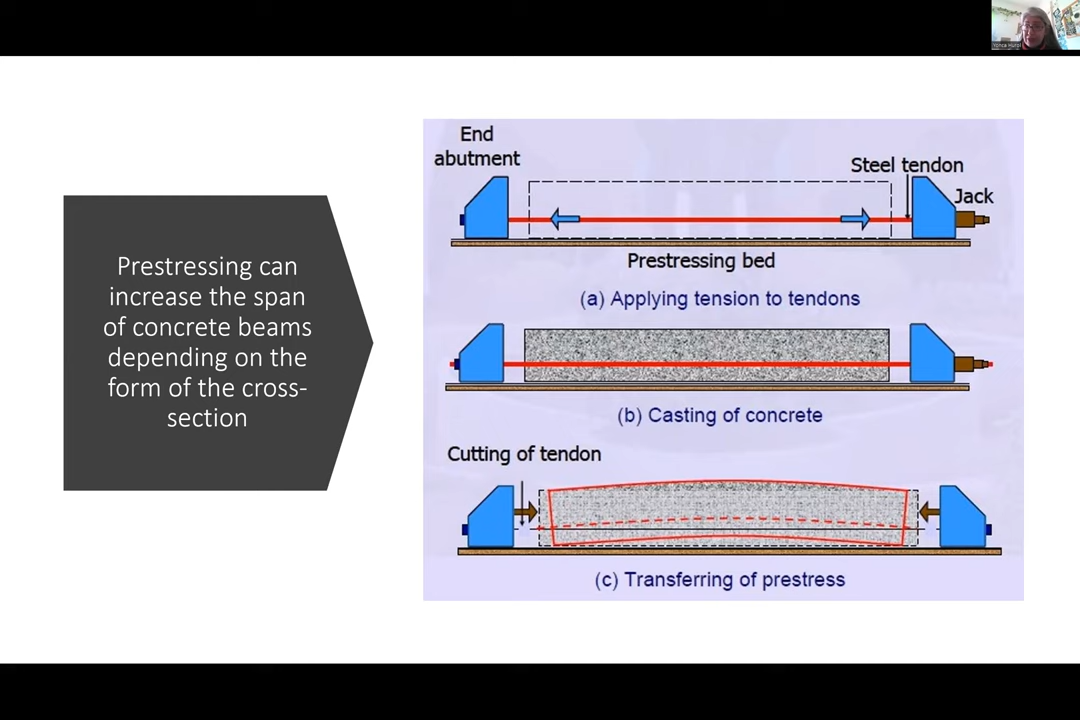 Prestressing can
increase the span
of concrete beams
depending on the
form of the cross-
section
End
abutment
Steel tendon
Jack
Prestressing bed
(a) Applying tension to tendons
(b) Casting of concrete
Cutting of tendon
(c) Transferring of prestress